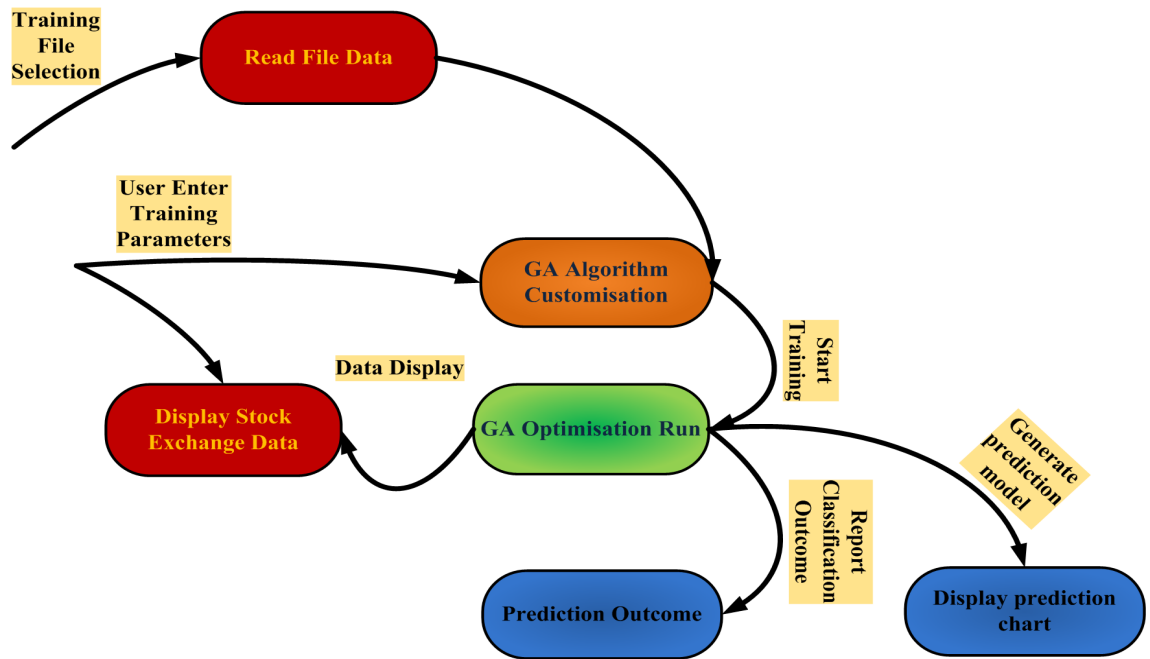 Training
File
Selection
Read File Data
User Enter
Training
Parameters
GA Algorithm
Customisation
Start
Training
Data Display
Display Stock
Exchange Data
GA Optimisation Run
Generate
prediction
model
Report
Classification
Outcome
Prediction Outcome
Display prediction
chart